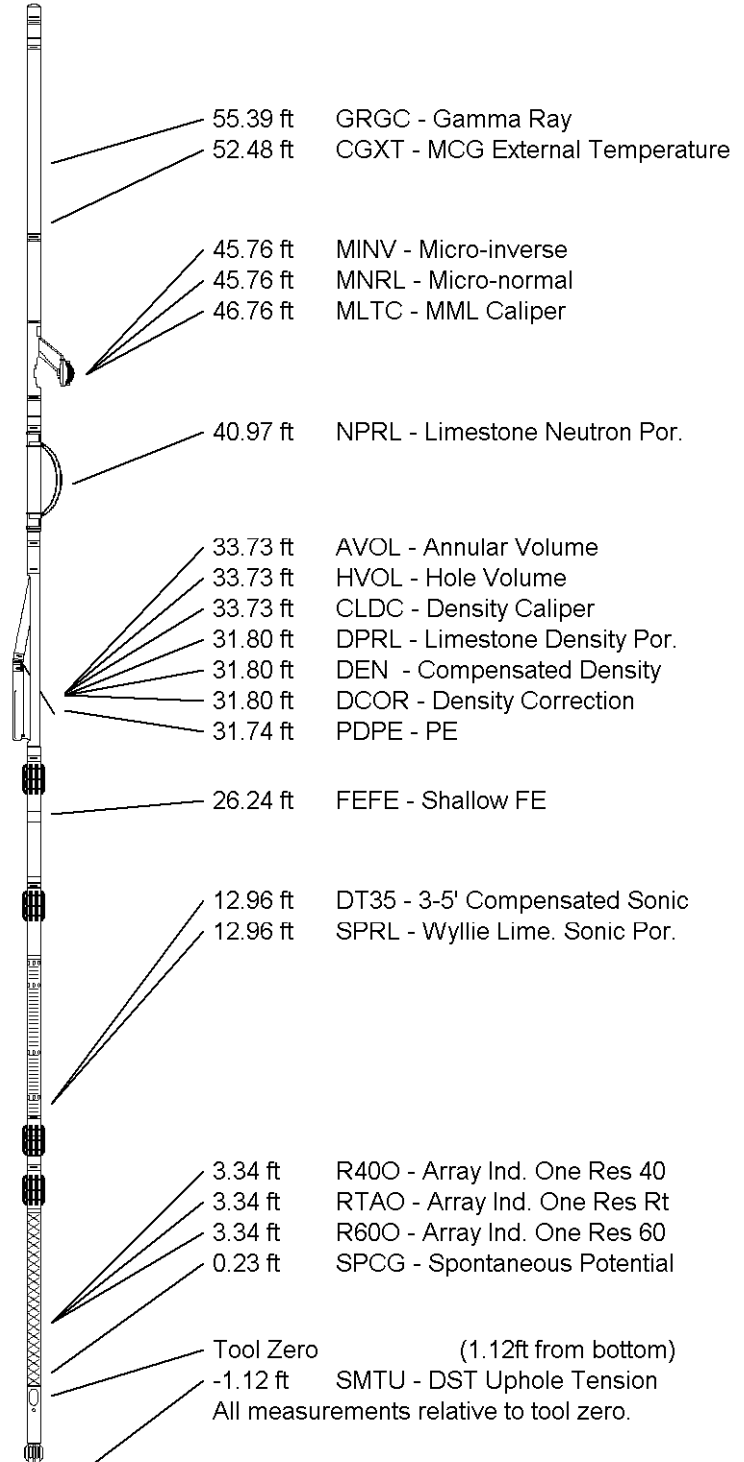 55.39 ft GRGC - Gamma Ray
52.48 ft CGXT - MCG External Temperature
45.76 ft MINV - Micro-inverse
45.76 ft MNRL - Micro-normal
46.76 ft MLTC - MML Caliper
40.97 ft NPRL - Limestone Neutron Por.
33.73 ft AVOL - Annular Volume
33.73 ft HVOL - Hole Volume
33.73 ft CLDC - Density Caliper
31.80 ft DPRL - Limestone Density Por.
31.80 ft DEN - Compensated Density
31.80 ft DCOR - Density Correction
31.74 ft PDPE - PE
26.24 ft FEFE - Shallow FE
12.96 ft DT35 - 3-5' Compensated Sonic
12.96 ft SPRL - Wyllie Lime. Sonic Por.
3.34 ft R40O - Array Ind. One Res 40
3.34 ft RTAO - Array Ind. One Res Rt
3.34 ft R60O - Array Ind. One Res 60
0.23 ft SPCG - Spontaneous Potential
Tool Zero (1.12ft from bottom)
-1.12 ft SMTU - DST Uphole Tension
All measurements relative to tool zero.